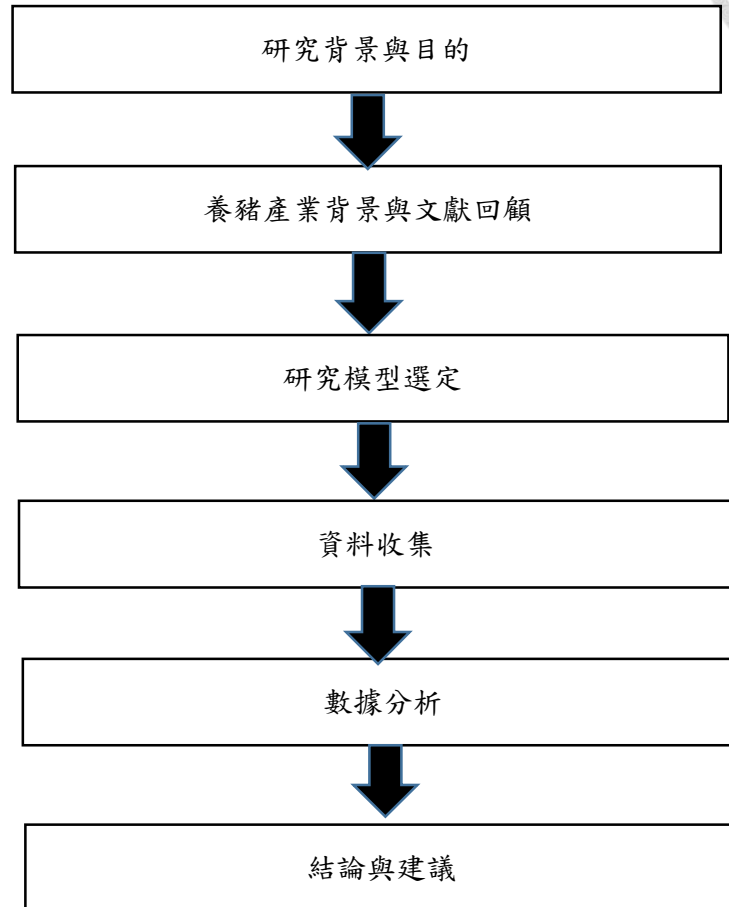 研究背景與目的
養豬產業背景與文獻回顧
研究模型選定
資料收集
數據分析
結論與建議